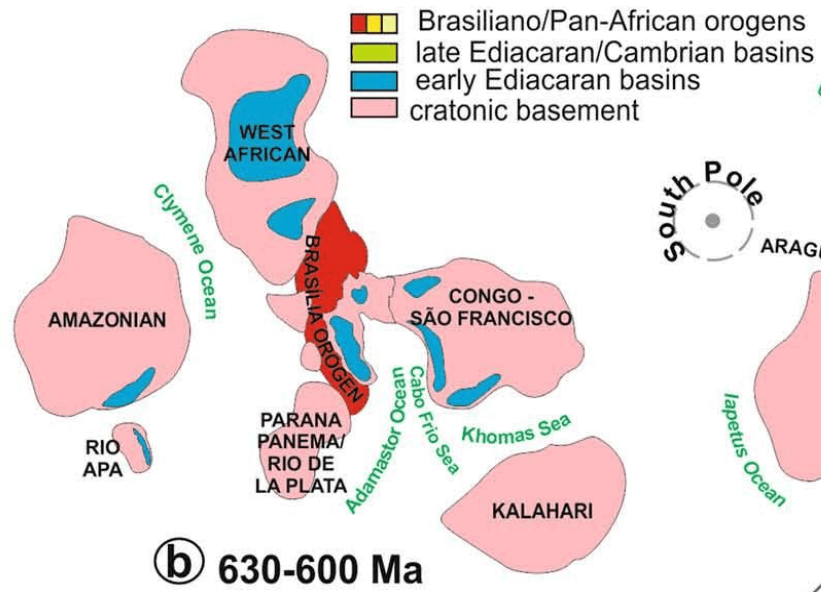 Brasiliano/Pan-African orogens
late Ediacaran/Cambrian basins
early Ediacaran basins
cratonic basement
WEST
AFRICAN
Clymene Ocean
South Pole
BRASÍLIA OROGEN
CONGO -
SÃO FRANCISCO
AMAZONIAN
RIO
APA
PARANA
PANEMA/
RIO DE
LA PLATA
Adamastor Ocean
Cabo Frio Sea
Khomas Sea
Iapetus Ocean
KALAHARI
b 630-600 Ma